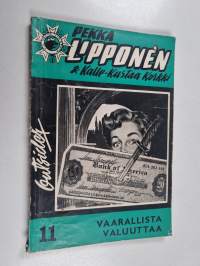 PEKKA
LIPPONEN
& Kalle-Kustaa Korkki
outsider
Bank of America
11
VAARALLISTA
VALUUTTAA